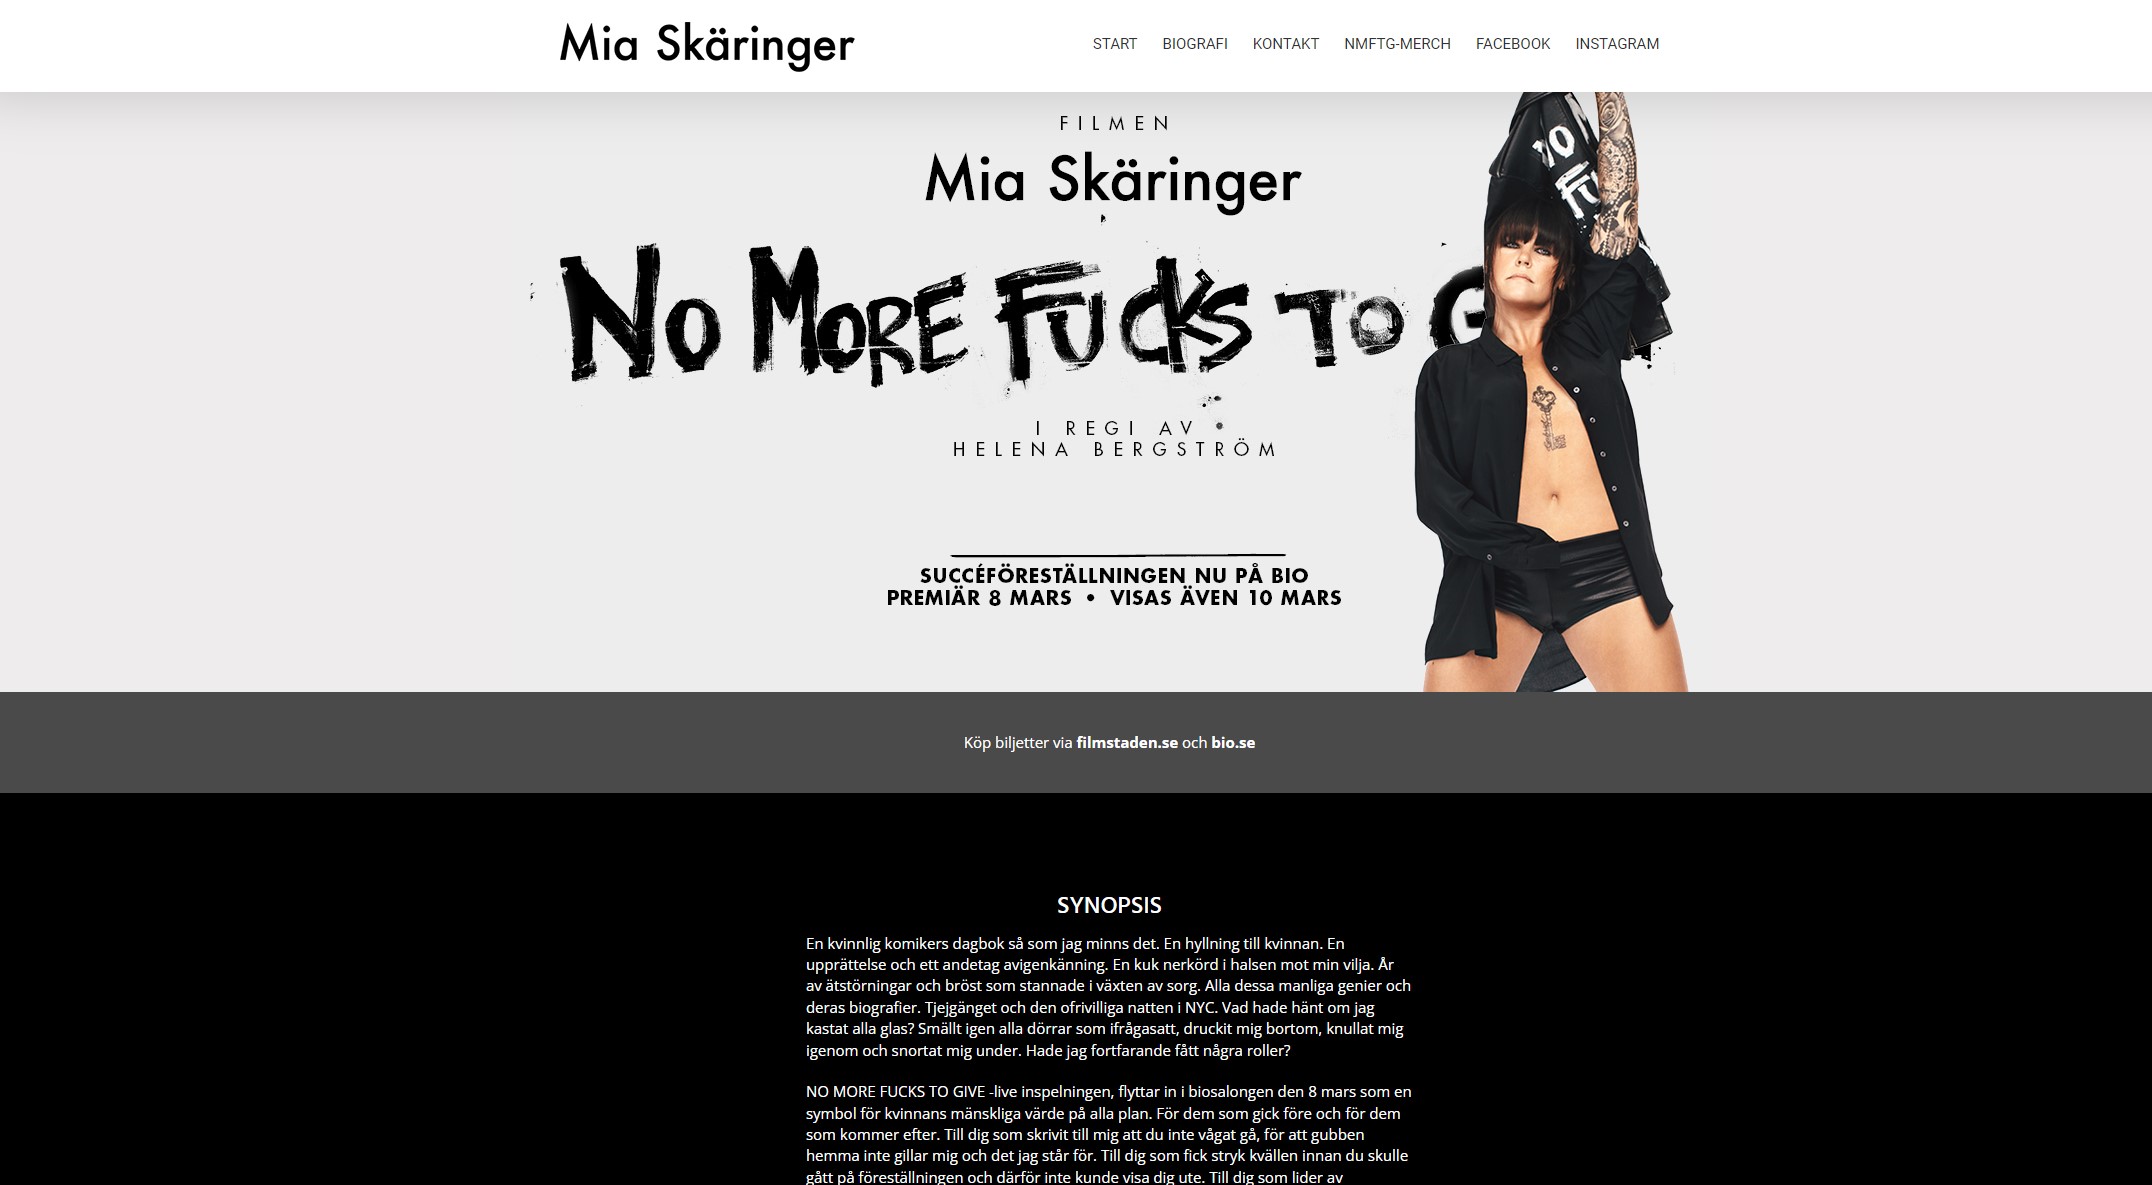 Mia Skäringer
START BIOGRAFI KONTAKT NMFTG-MERCH FACEBOOK INSTAGRAM
FILMEN
Mia Skäringer
NO MORE FUCKS TO G
NO
FU
I REGI AV
HELENA BERGSTRÖM
SUCCÉFÖRESTÄLLNINGEN NU PÅ BIO
PREMIÄR 8 MARS • VISAS ÄVEN 10 MARS
Köp biljetter via filmstaden.se och bio.se
SYNOPSIS
En kvinnlig komikers dagbok så som jag minns det. En hyllning till kvinnan. En
upprättelse och ett andetag avigenkänning. En kuk nerkörd i halsen mot min vilja. År
av ätstörningar och bröst som stannade i växten av sorg. Alla dessa manliga genier och
deras biografier. Tjejgänget och den ofrivilliga natten i NYC. Vad hade hänt om jag
kastat alla glas? Smällt igen alla dörrar som ifrågasatt, druckit mig bortom, knullat mig
igenom och snortat mig under. Hade jag fortfarande fått några roller?
NO MORE FUCKS TO GIVE -live inspelningen, flyttar in i biosalongen den 8 mars som en
symbol för kvinnans mänskliga värde på alla plan. För dem som gick före och för dem
som kommer efter. Till dig som skrivit till mig att du inte vågat gå, för att gubben
hemma inte gillar mig och det jag står för. Till dig som fick stryk kvällen innan du skulle
gått på föreställningen och därför inte kunde visa dig ute. Till dig som lider av